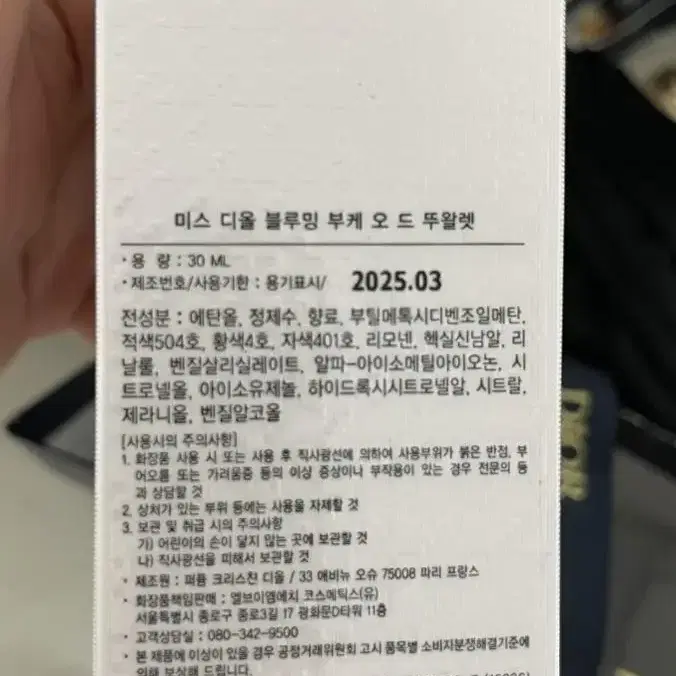 미스 디올 블루밍 부케 오 드 뚜왈렛
· 용 량 : 30 ML
· 제조번호/사용기한 : 용기표시/ 2025.03
전성분 : 에탄올, 정제수, 향료, 부틸메톡시디벤조일메탄,
적색504호, 황색4호, 자색401호, 리모넨, 헥실신남알, 리
날룰, 벤질살리실레이트, 알파-아이소메틸아이오논, 시
트로넬올, 아이소유제놀, 하이드록시시트로넬알, 시트랄,
제라니올, 벤질알코올
[사용시의 주의사항]
1. 화장품 사용 시 또는 사용 후 직사광선에 의하여 사용부위가 붉은 반점, 부
어오름 또는 가려움증 등의 이상 증상이나 부작용이 있는 경우 전문의 등
과 상담할 것
2. 상처가 있는 부위 등에는 사용을 자제할 것
3. 보관 및 취급 시의 주의사항
가) 어린이의 손이 닿지 않는 곳에 보관할 것
나) 직사광선을 피해서 보관할 것
· 제조원 : 퍼퓸 크리스챤 디올 / 33 애비뉴 오슈 75008 파리 프랑스
· 화장품책임판매 : 엘브이엠에치 코스메틱스(유)
서울특별시 종로구 종로3길 17 광화문D타워 11층
· 고객상담실 : 080-342-9500
· 본 제품에 이상이 있을 경우 공정거래위원회 고시 품목별 소비자분쟁해결기준에
의해 보상해 드립니다.
Dior